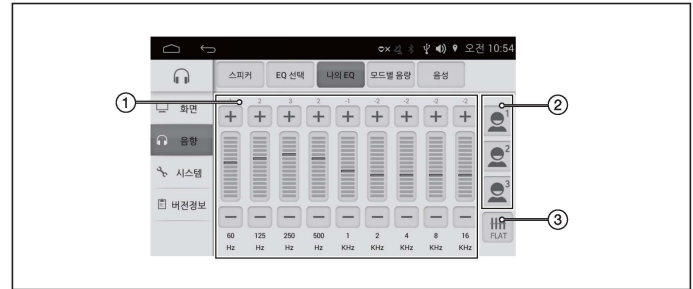 오전 10:54
스피커 EQ 선택 나의 EQ 모드별 음량 음성
1
2
화면
음향
시스템
버전정보
2 3 2 -1 -2 -2 -2 -2
1
2
3
60 125 250 500 1 2 4 8 16
Hz Hz Hz Hz KHz KHz KHz KHz KHz
FLAT
3